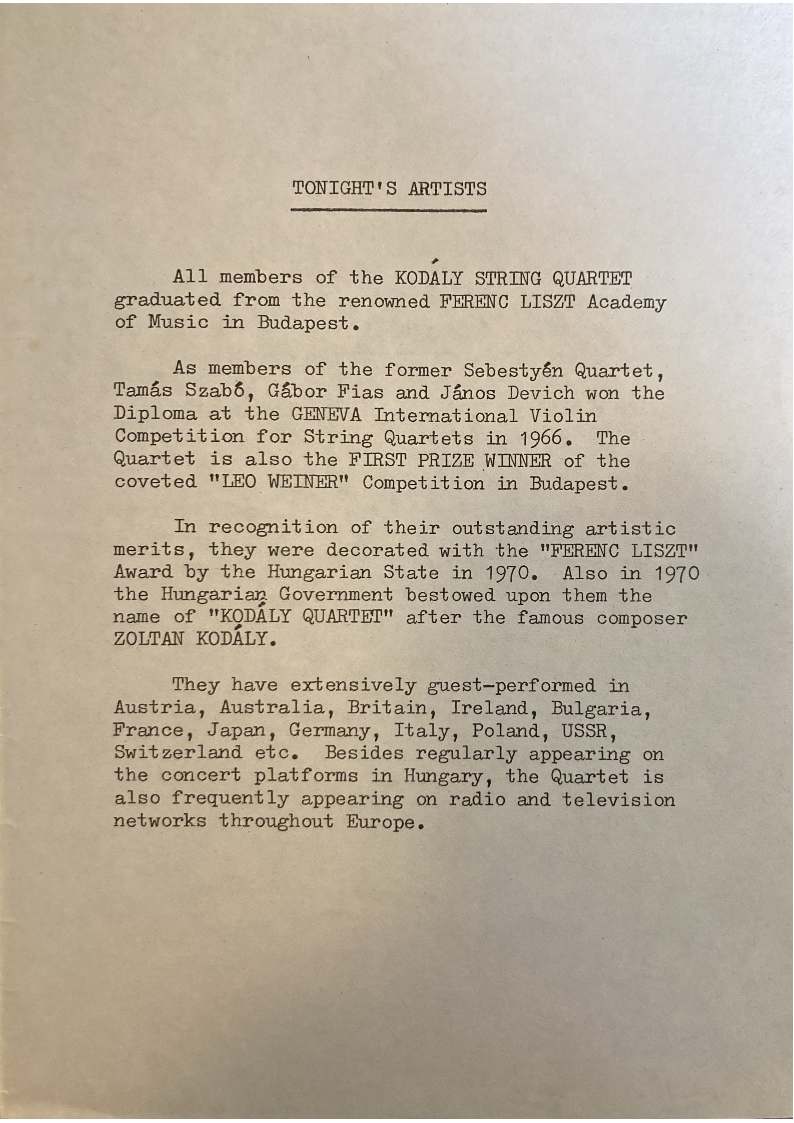 TONIGHT'S ARTISTS
All members of the KODÁLY STRING QUARTET
graduated from the renowned FERENC LISZT Academy
of Music in Budapest.
As members of the former Sebestyén Quartet,
Tamás Szabó, Gábor Fias and János Devich won the
Diploma at the GENEVA International Violin
Competition for String Quartets in 1966. The
Quartet is also the FIRST PRIZE WINNER of the
coveted "LEO WEINER" Competition in Budapest.
In recognition of their outstanding artistic
merits, they were decorated with the "FERENC LISZT"
Award by the Hungarian State in 1970. Also in 1970
the Hungarian Government bestowed upon them the
name of "KODÁLY QUARTET" after the famous composer
ZOLTAN KODÁLY.
They have extensively guest-performed in
Austria, Australia, Britain, Ireland, Bulgaria,
France, Japan, Germany, Italy, Poland, USSR,
Switzerland etc. Besides regularly appearing on
the concert platforms in Hungary, the Quartet is
also frequently appearing on radio and television
networks throughout Europe.